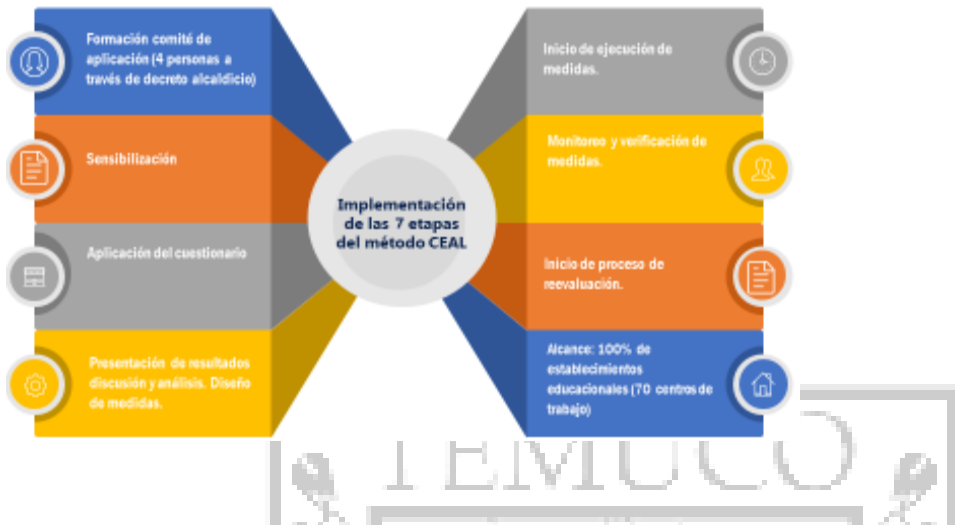 Formación comité de
aplicación (4 personas a
través de decreto alcaldicio)
Sensibilización
Aplicación del cuestionario
Presentación de resultados
discusión y análisis. Diseño
de medidas.
Implementación
de las 7 etapas
del método CEAL
Inicio de ejecución de
medidas.
Monitoreo y verificación de
medidas.
Inicio de proceso de
reevaluación.
Alcance: 100% de
establecimientos
educacionales (70 centros de
trabajo)
TEMUCO